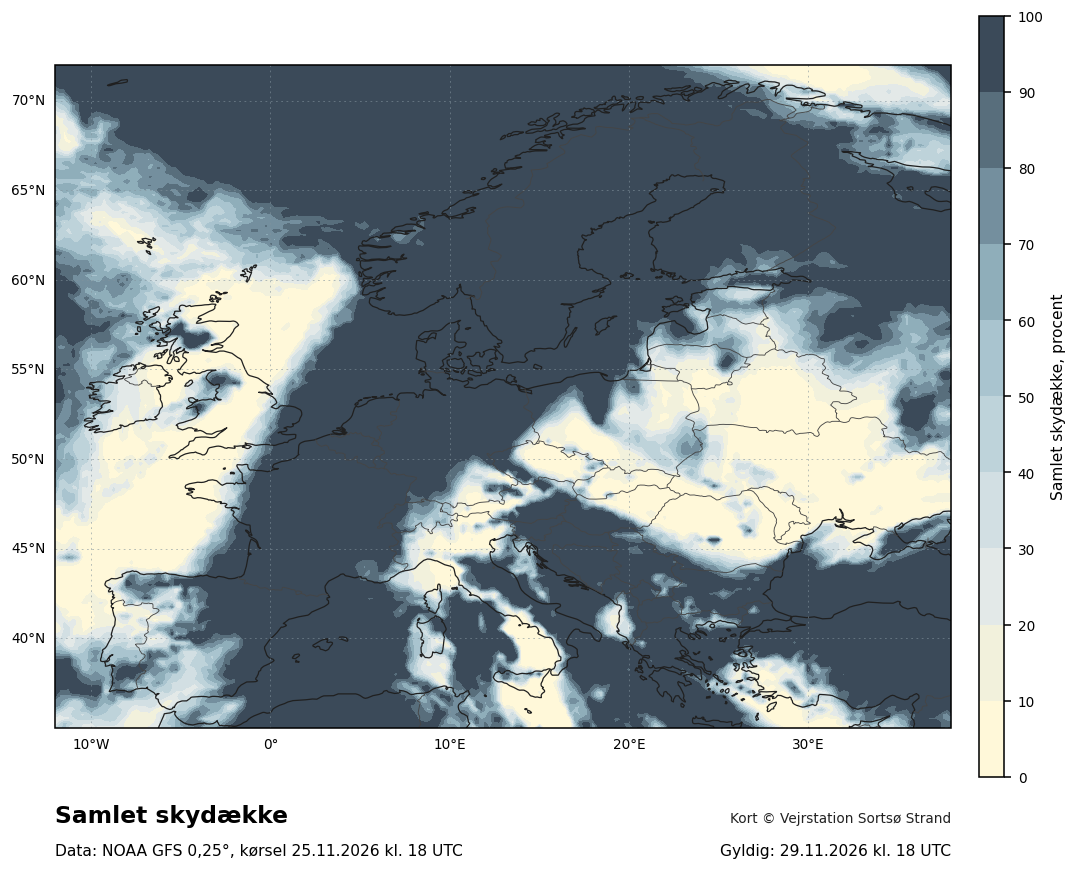 70°N
65°N
60°N
55°N
50°N
45°N
40°N
10°W
0°
10°E
20°E
30°E
100
90
80
70
60
50
40
30
20
10
0
Samlet skydække, procent
Samlet skydække
Kort © Vejrstation Sortsø Strand
Data: NOAA GFS 0,25°, kørsel 25.11.2026 kl. 18 UTC
Gyldig: 29.11.2026 kl. 18 UTC